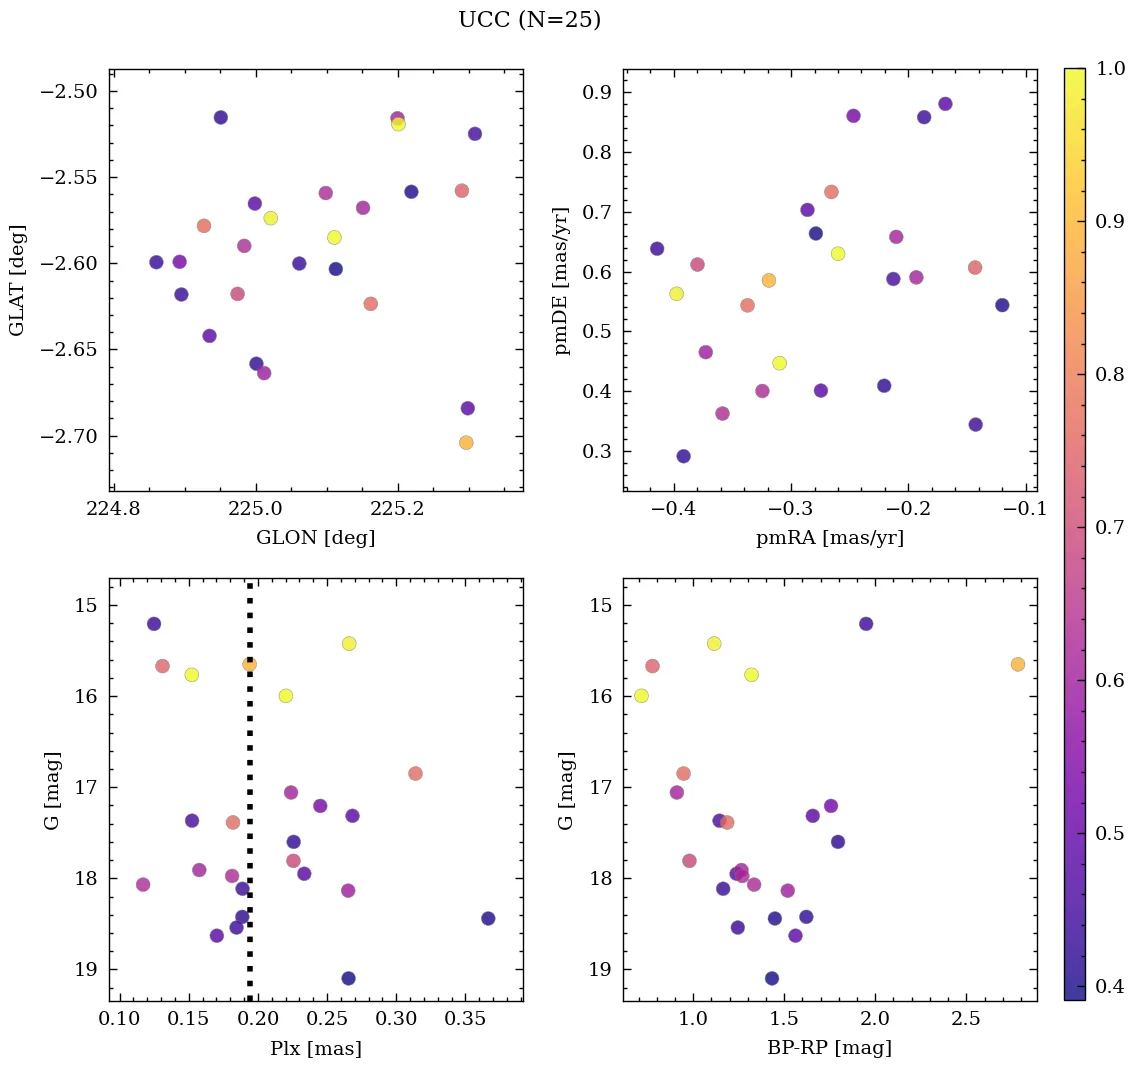 UCC (N=25)
−2.50
−2.55
−2.60
−2.65
−2.70
GLAT [deg]
224.8 225.0 225.2
GLON [deg]
0.9
0.8
0.7
0.6
0.5
0.4
0.3
pmDE [mas/yr]
−0.4 −0.3 −0.2 −0.1
pmRA [mas/yr]
15
16
17
18
19
G [mag]
0.10 0.15 0.20 0.25 0.30 0.35
Plx [mas]
15
16
17
18
19
G [mag]
1.0 1.5 2.0 2.5
BP-RP [mag]
1.0
0.9
0.8
0.7
0.6
0.5
0.4